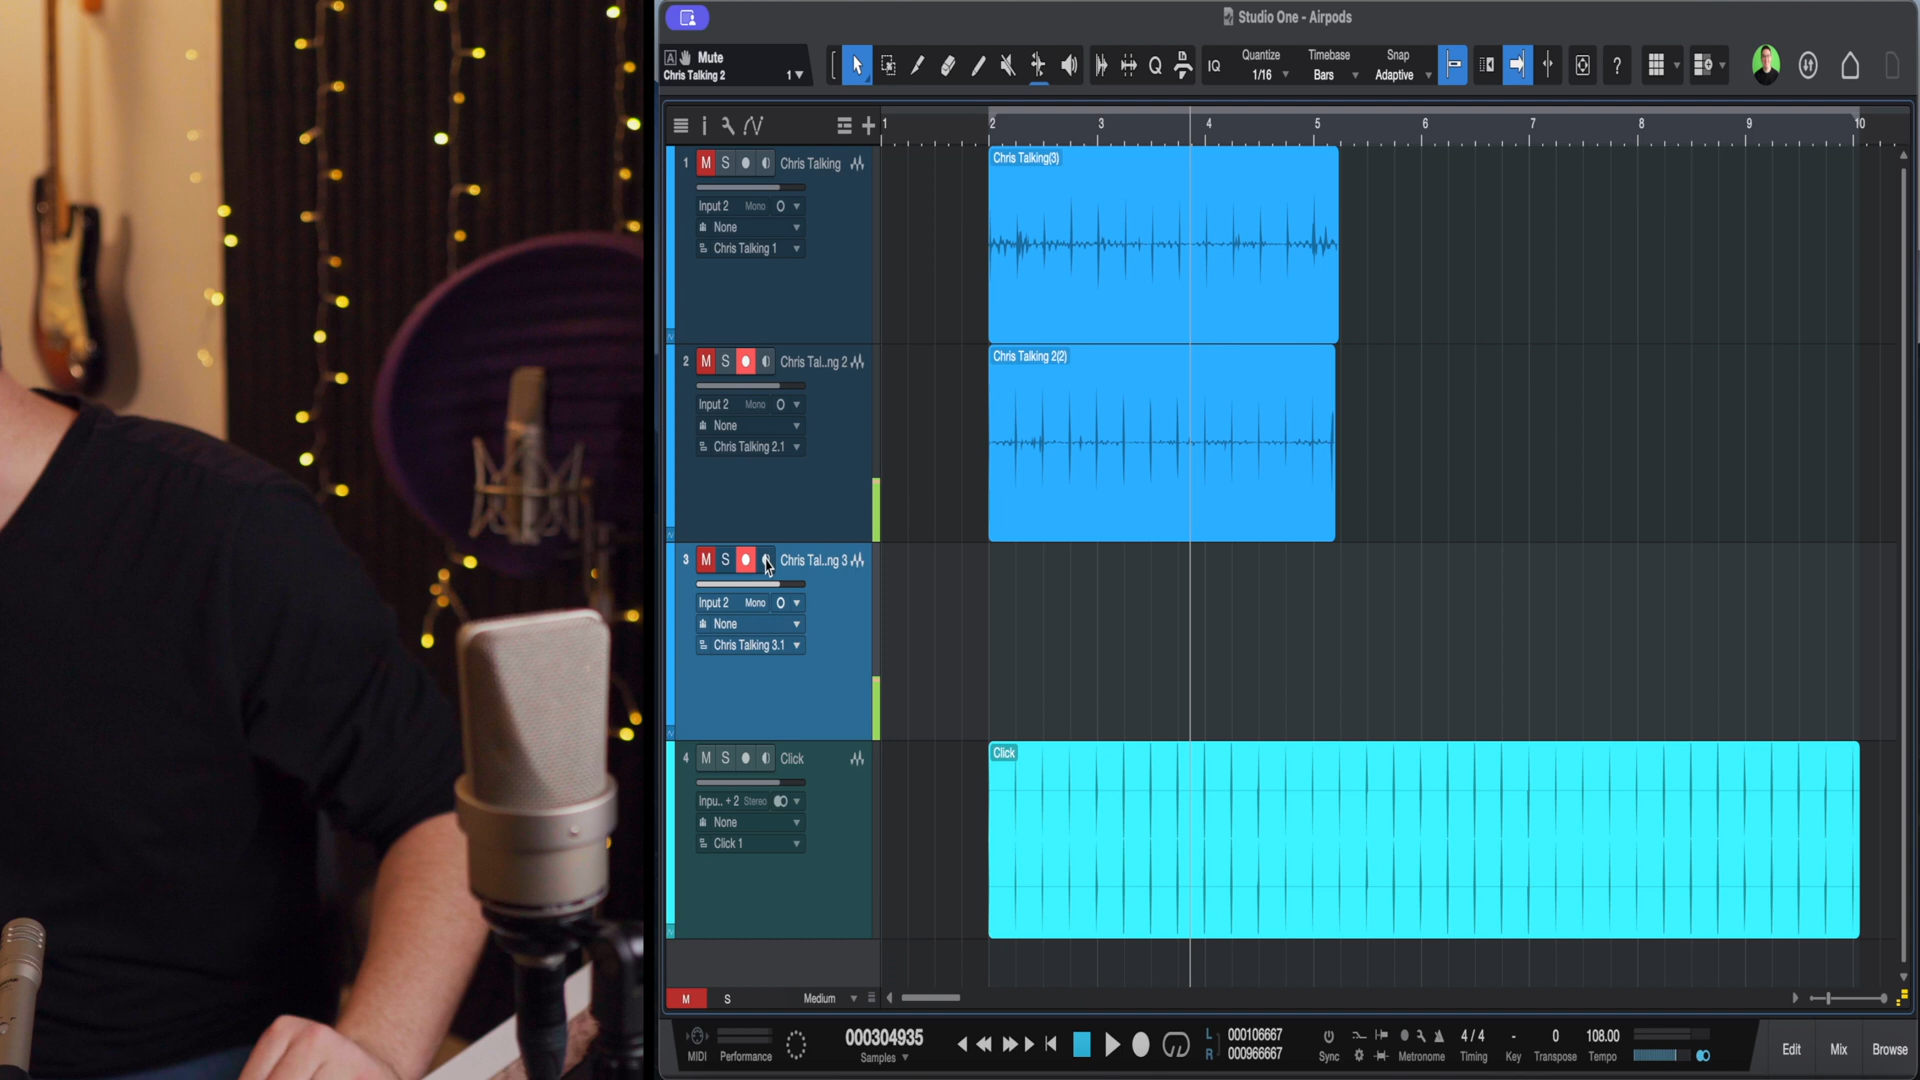 Studio One - Airpods
A Mute
Chris Talking 2 1
IQ
Quantize
1/16
Timebase
Bars
Snap
Adaptive
?
1 2 3 4 5 6 7 8 9 10
1 M S Chris Talking
Input 2 Mono
None
Chris Talking 1
Chris Talking(3)
2 M S Chris Tal..ng 2
Input 2 Mono
None
Chris Talking 2.1
Chris Talking 2(2)
3 M S Chris Tal..ng 3
Input 2 Mono
None
Chris Talking 3.1
4 M S Click
Inpu.. + 2 Stereo
None
Click 1
Click
M S Medium
MIDI
Performance
000304935
Samples
L 000106667
R 000966667
Sync
Metronome
4 / 4
Timing
-
Key
0
Transpose
108.00
Tempo
Edit
Mix
Browse